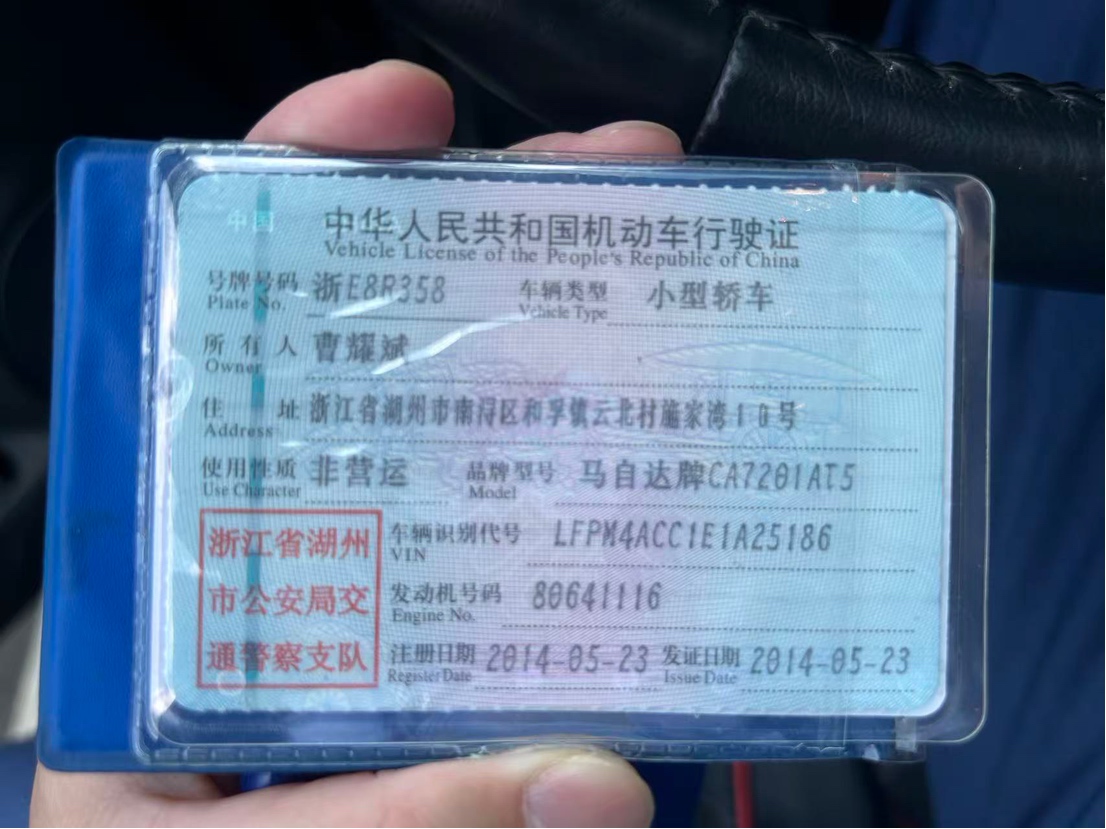 中国
中华人民共和国机动车行驶证
Vehicle License of the People's Republic of China
号牌号码 浙E8R358 车辆类型 小型轿车
Plate No. Vehicle Type
所有人 曹耀斌
Owner
住址 浙江省湖州市南浔区和孚镇云北村施家湾10号
Address
使用性质 非营运 品牌型号 马自达牌CA7201AT5
Use Character Model
浙江省湖州
市公安局交
通警察支队
车辆识别代号 LFPM4ACC1E1A25186
VIN
发动机号码 80641116
Engine No.
注册日期 2014-05-23 发证日期 2014-05-23
Register Date Issue Date